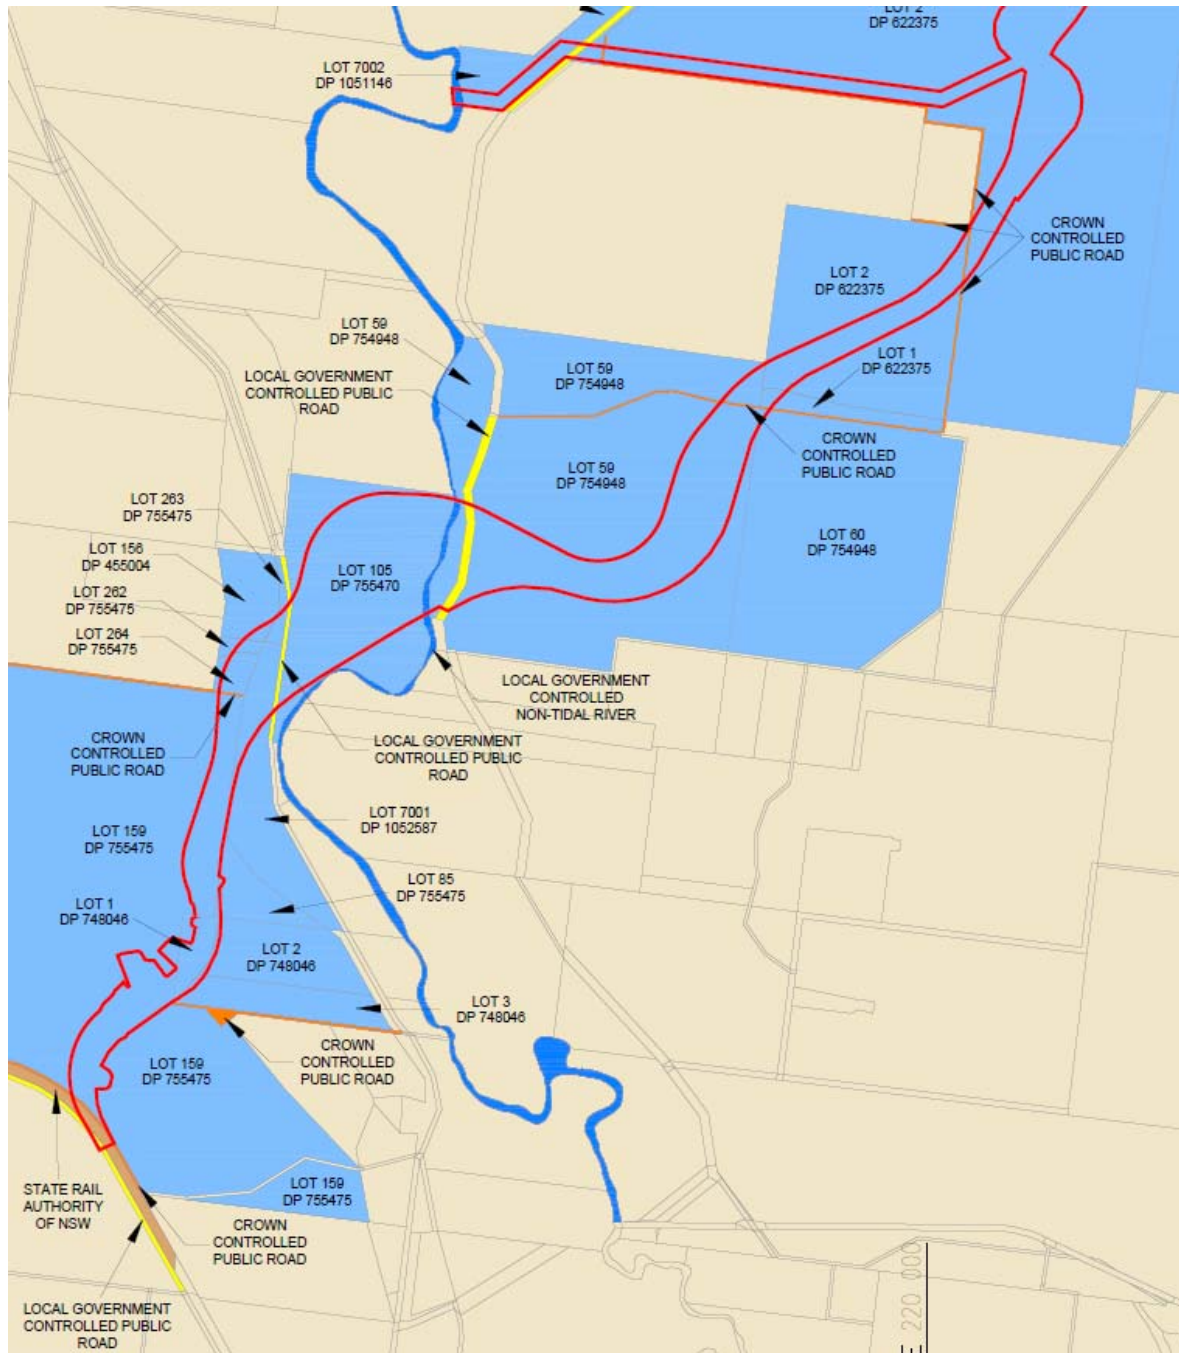 LOT 2
DP 622375
LOT 7002
DP 1051146
CROWN
CONTROLLED
PUBLIC ROAD
LOT 2
DP 622375
LOT 59
DP 754948
LOT 1
DP 622375
LOT 59
DP 754948
LOCAL GOVERNMENT
CONTROLLED PUBLIC
ROAD
CROWN
CONTROLLED
PUBLIC ROAD
LOT 59
DP 754948
LOT 263
DP 755475
LOT 60
DP 754948
LOT 156
DP 455004
LOT 105
DP 755470
LOT 262
DP 755475
LOT 264
DP 755475
LOCAL GOVERNMENT
CONTROLLED
NON-TIDAL RIVER
CROWN
CONTROLLED
PUBLIC ROAD
LOCAL GOVERNMENT
CONTROLLED PUBLIC
ROAD
LOT 7001
DP 1052587
LOT 159
DP 755475
LOT 85
DP 755475
LOT 1
DP 748046
LOT 2
DP 748046
LOT 3
DP 748046
CROWN
CONTROLLED
PUBLIC ROAD
LOT 159
DP 755475
STATE RAIL
AUTHORITY
OF NSW
LOT 159
DP 755475
CROWN
CONTROLLED
PUBLIC ROAD
LOCAL GOVERNMENT
CONTROLLED PUBLIC
ROAD
E 220 000